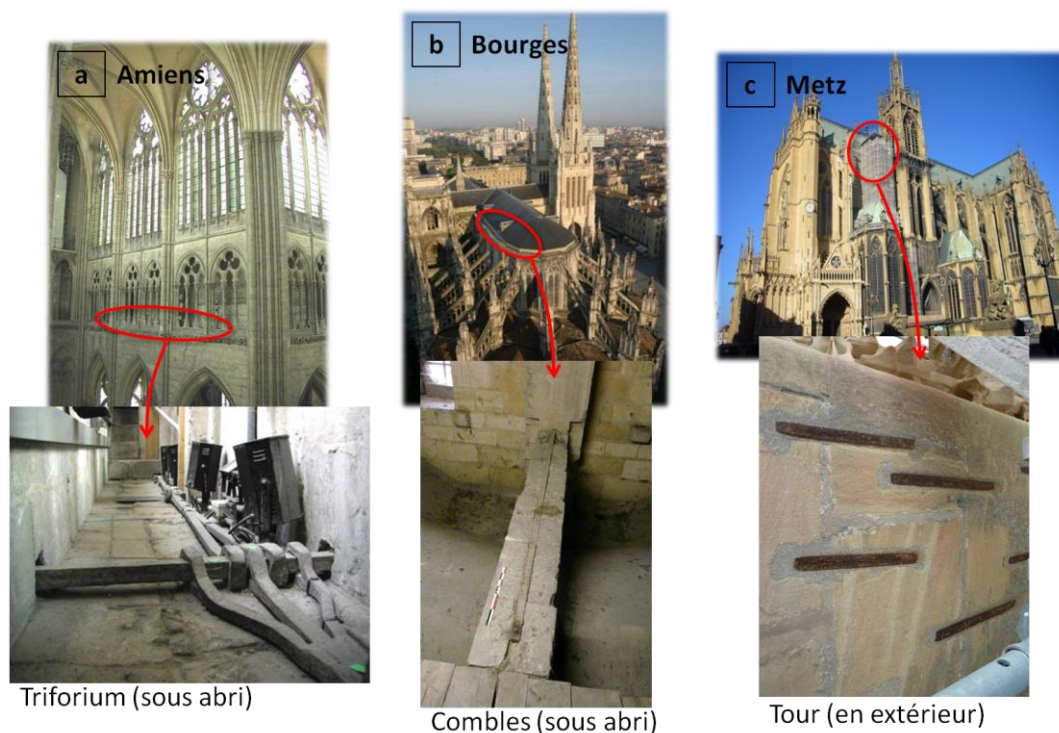 a Amiens
b Bourges
c Metz
Triforium (sous abri)
Combles (sous abri)
Tour (en extérieur)